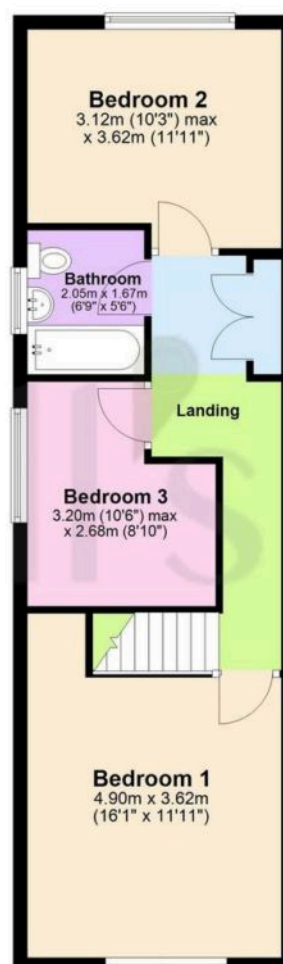 Bedroom 2
3.12m (10'3") max
x 3.62m (11'11")
Bathroom
2.05m x 1.67m
(6'9" x 5'6")
Landing
Bedroom 3
3.20m (10'6") max
x 2.68m (8'10")
Bedroom 1
4.90m x 3.62m
(16'1" x 11'11")